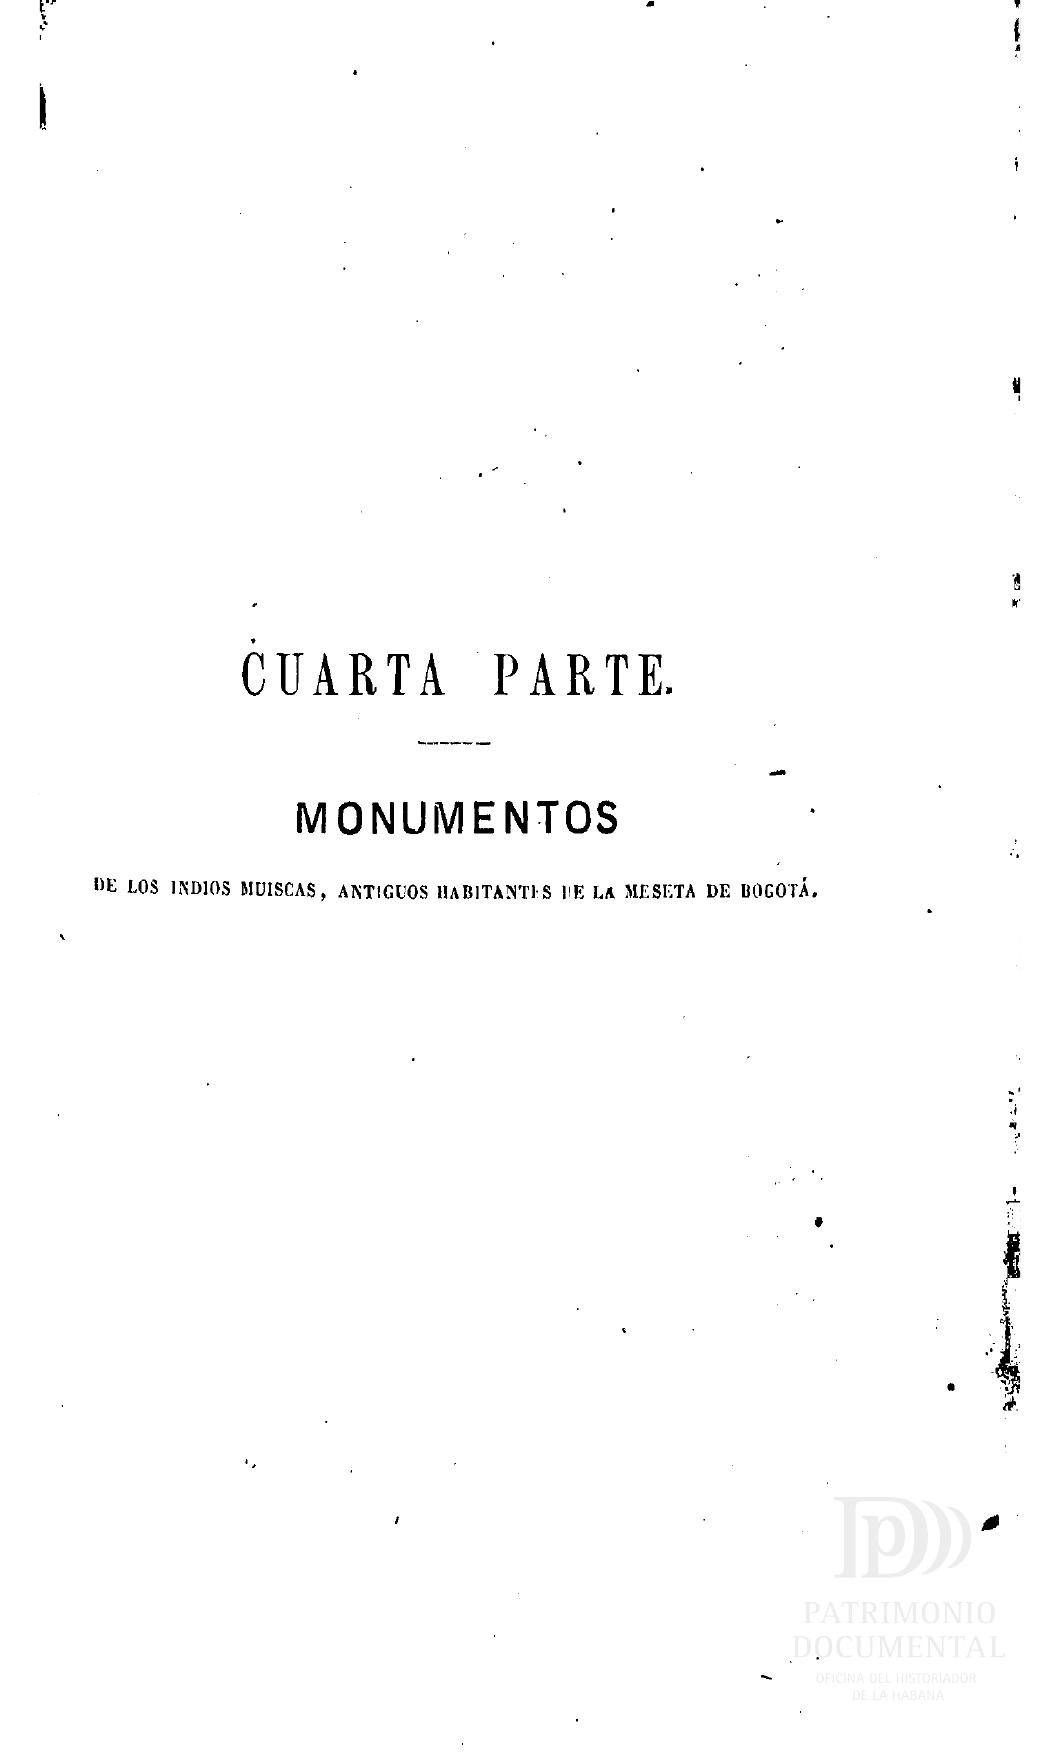 CUARTA PARTE.
MONUMENTOS
DE LOS INDIOS MUISCAS, ANTIGUOS HABITANTES DE LA MESETA DE BOGOTÁ.
PATRIMONIO
DOCUMENTAL
OFICINA DEL HISTORIADOR
DE LA HABANA